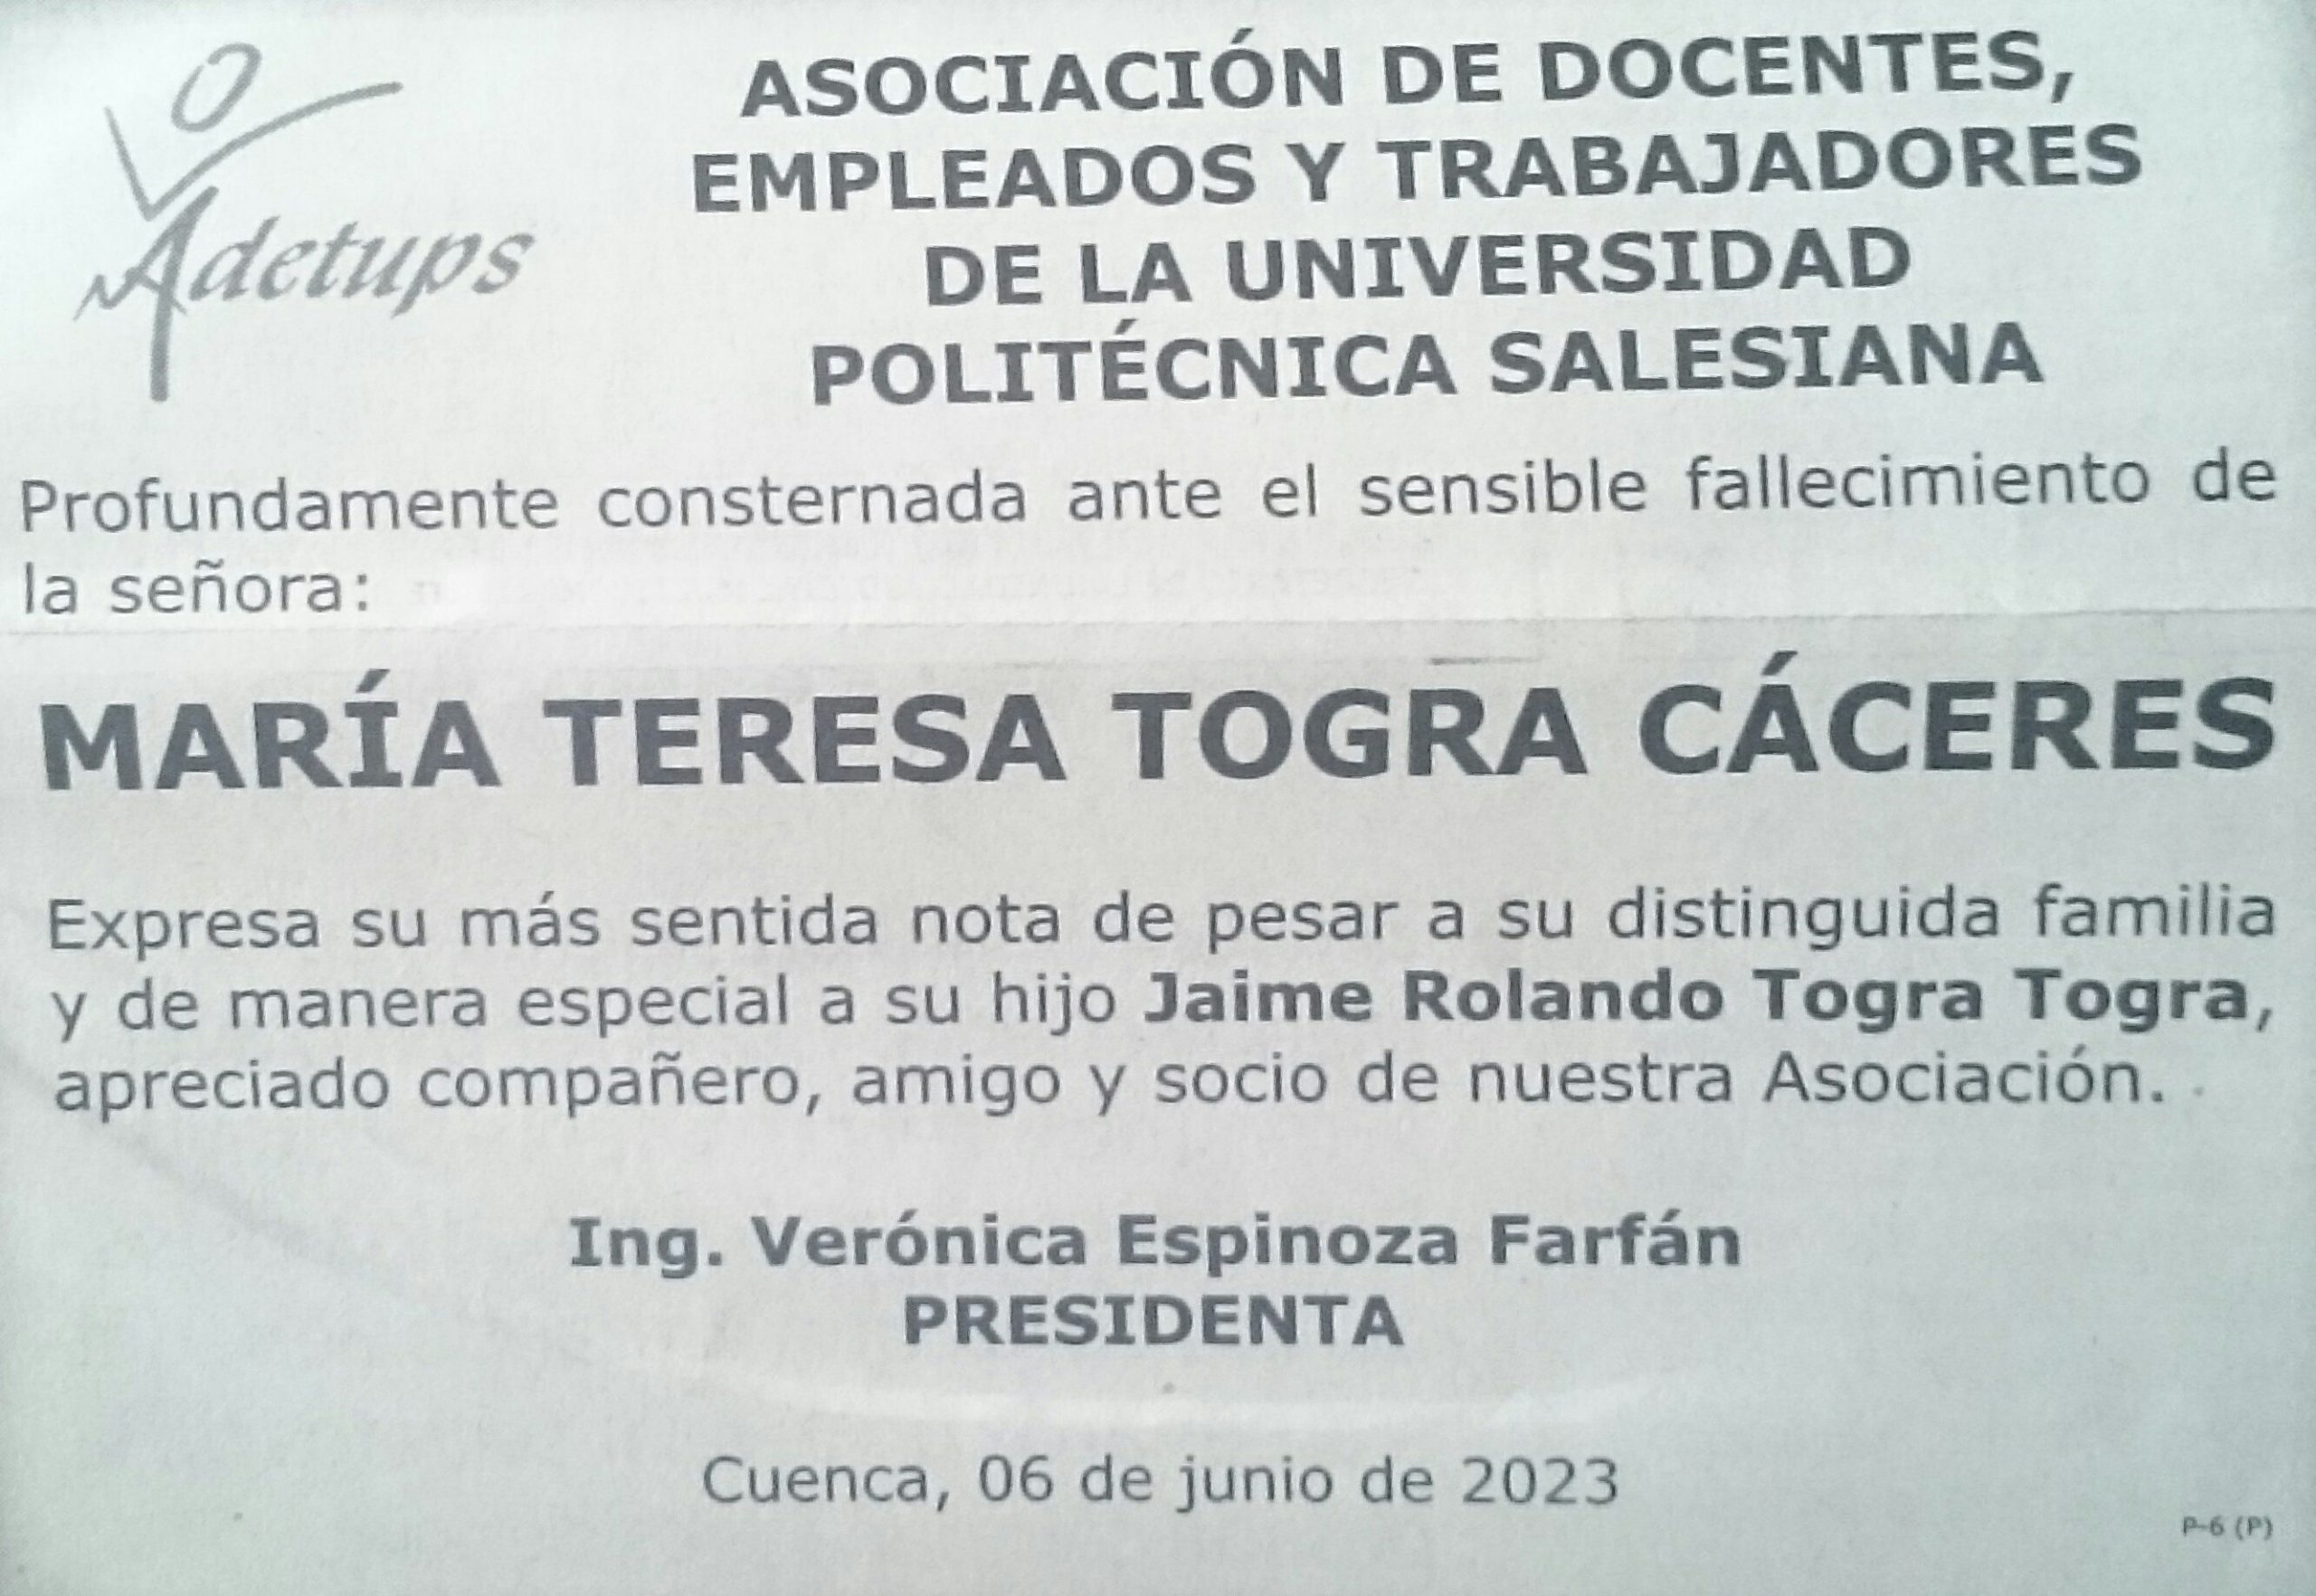 Adetups
ASOCIACIÓN DE DOCENTES,
EMPLEADOS Y TRABAJADORES
DE LA UNIVERSIDAD
POLITÉCNICA SALESIANA
Profundamente consternada ante el sensible fallecimiento de
la señora:
MARÍA TERESA TOGRA CÁCERES
Expresa su más sentida nota de pesar a su distinguida familia
y de manera especial a su hijo Jaime Rolando Togra Togra,
apreciado compañero, amigo y socio de nuestra Asociación.
Ing. Verónica Espinoza Farfán
PRESIDENTA
Cuenca, 06 de junio de 2023
P-6 (P)